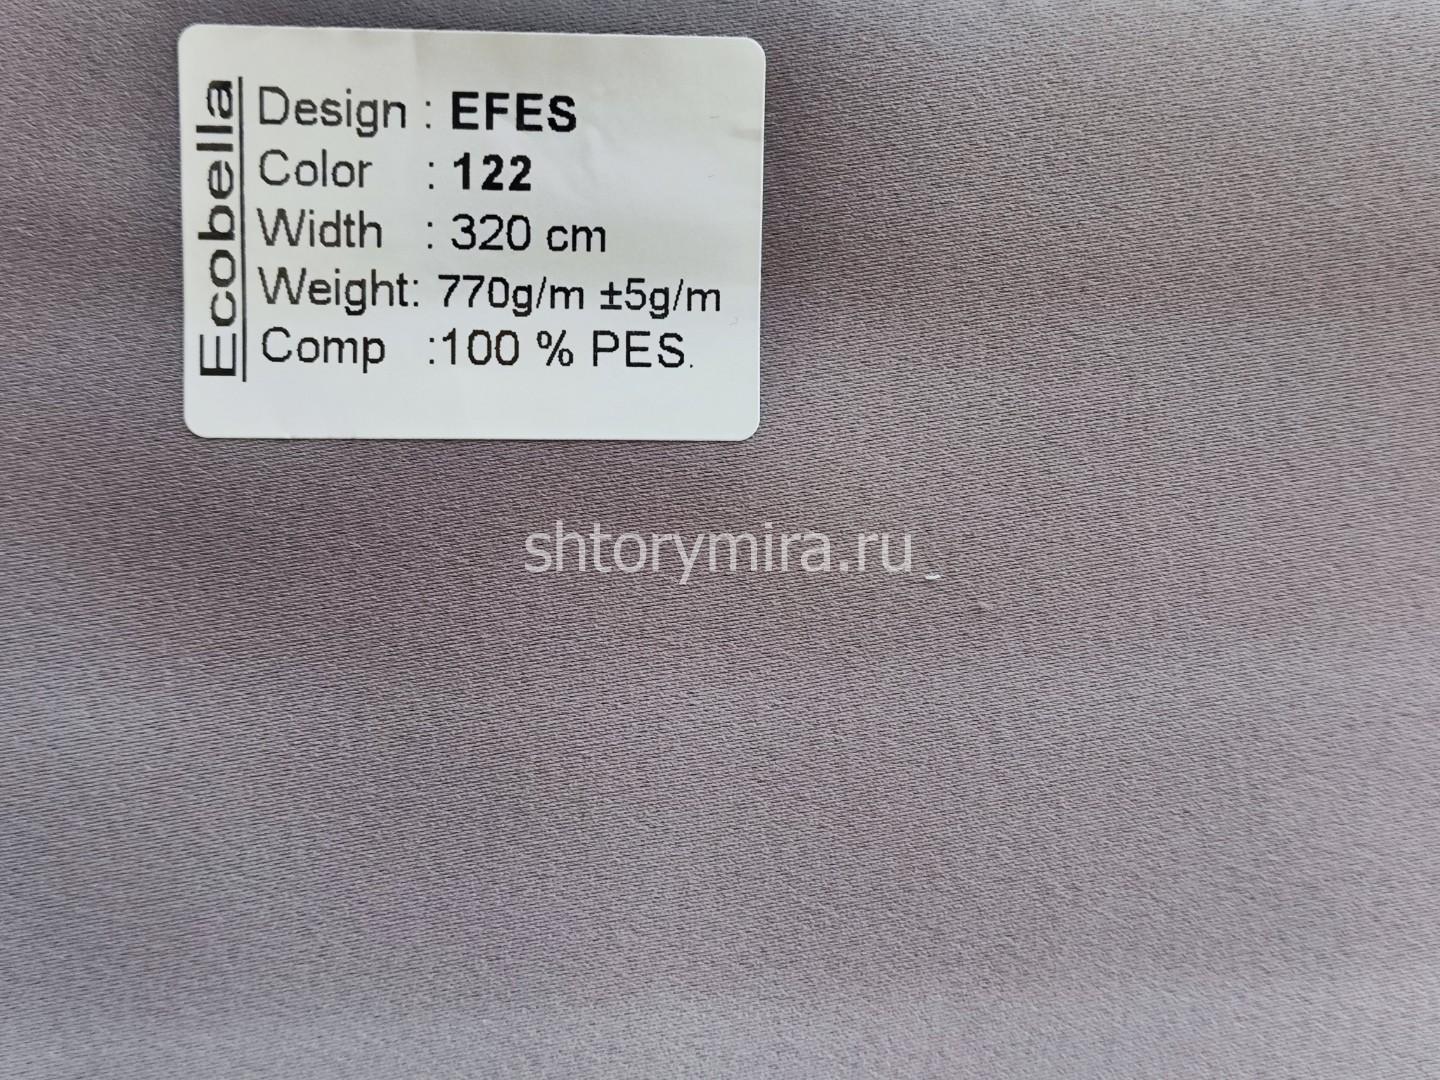 Ecobella
Design : EFES
Color : 122
Width : 320 cm
Weight: 770g/m ±5g/m
Comp :100 % PES.
shtorymira.ru